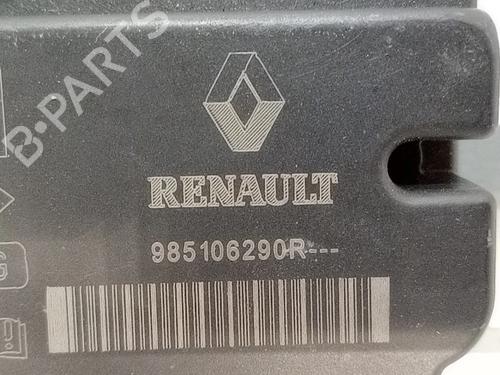 B-PARTS
RENAULT
985106290R---
G